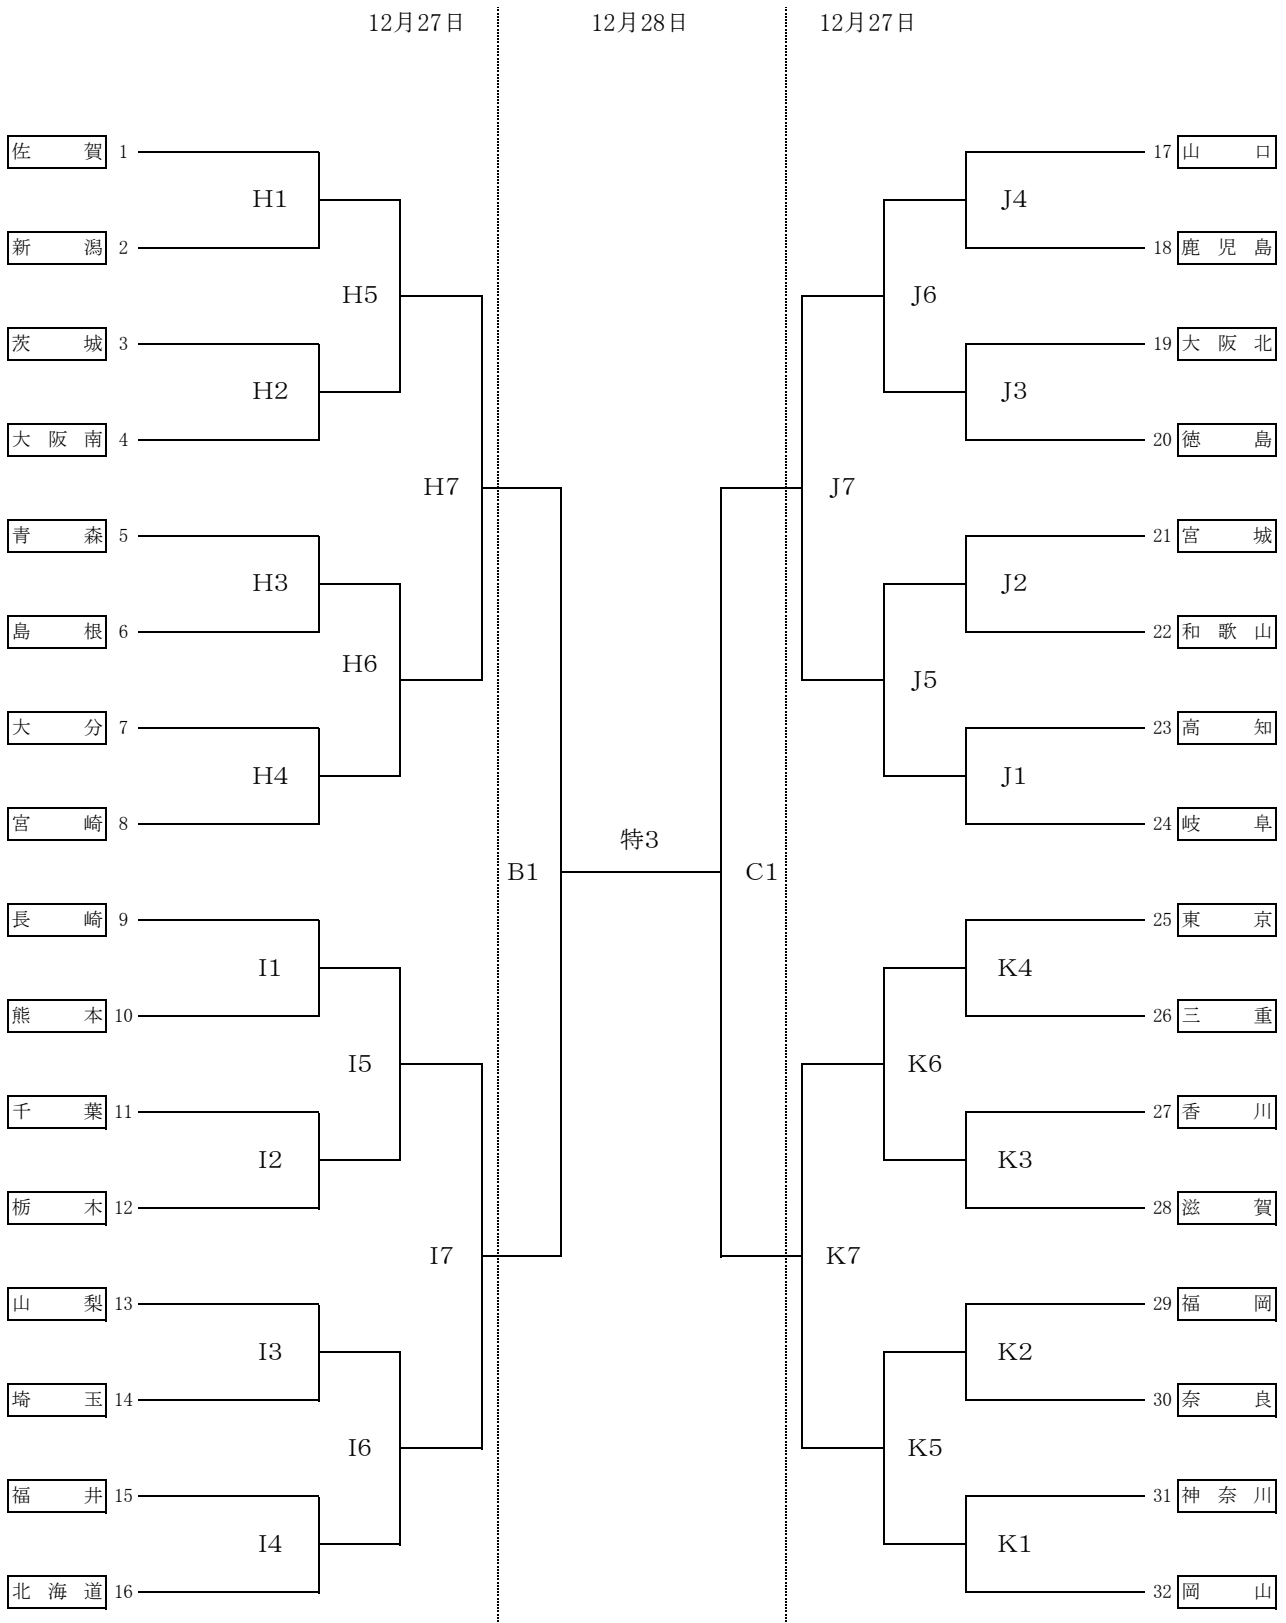 12月27日 12月28日 12月27日
佐賀 1 17 山口
H1 J4
新潟 2 18 鹿児島
H5 J6
茨城 3 19 大阪北
H2 J3
大阪南 4 20 徳島
H7 J7
青森 5 21 宮城
H3 J2
島根 6 22 和歌山
H6 J5
大分 7 23 高知
H4 J1
宮崎 8 24 岐阜
特3
B1 C1
長崎 9 25 東京
I1 K4
熊本 10 26 三重
I5 K6
千葉 11 27 香川
I2 K3
栃木 12 28 滋賀
I7 K7
山梨 13 29 福岡
I3 K2
埼玉 14 30 奈良
I6 K5
福井 15 31 神奈川
I4 K1
北海道 16 32 岡山